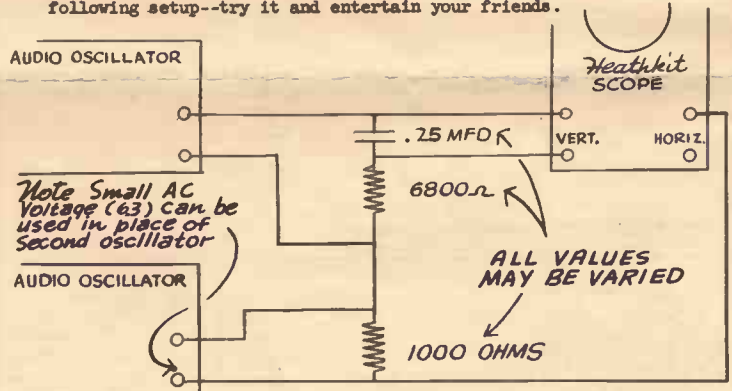 following setup--try it and entertain your friends.
AUDIO OSCILLATOR
Heathkit
SCOPE
.25 MFD
VERT.
HORIZ.
6800Ω
Note Small AC
Voltage (6.3) can be
used in place of
second oscillator
ALL VALUES
MAY BE VARIED
AUDIO OSCILLATOR
1000 OHMS